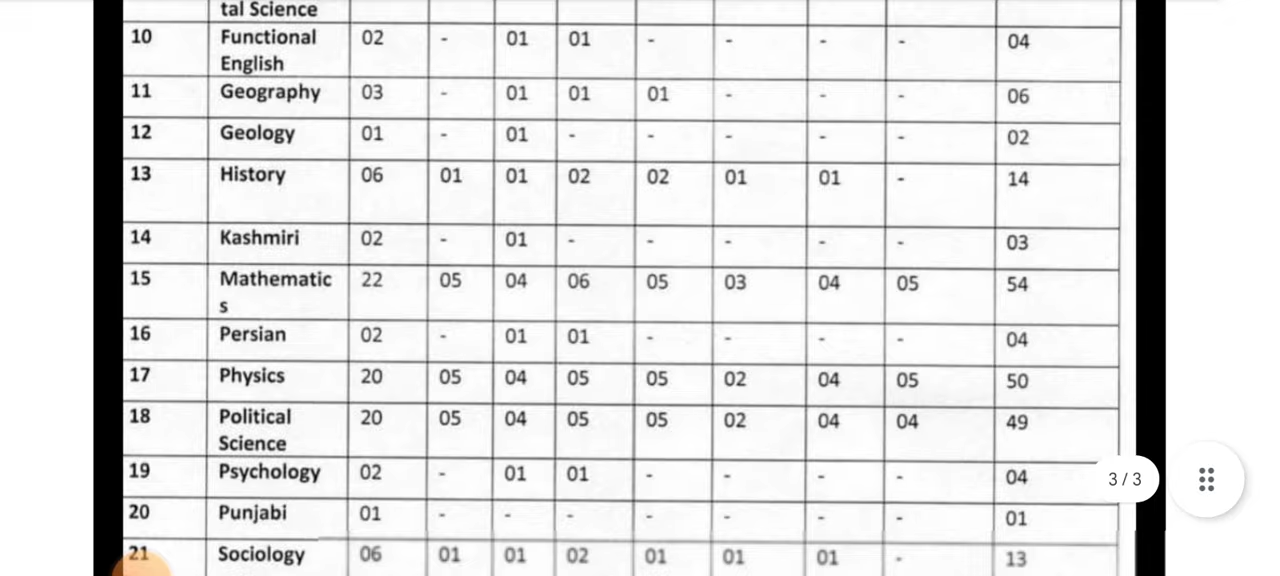 tal Science
10 Functional 02 - 01 01 - - - - 04
English
11 Geography 03 - 01 01 01 - - - 06
12 Geology 01 - 01 - - - - - 02
13 History 06 01 01 02 02 01 01 - 14
14 Kashmiri 02 - 01 - - - - - 03
15 Mathematic 22 05 04 06 05 03 04 05 54
s
16 Persian 02 - 01 01 - - - - 04
17 Physics 20 05 04 05 05 02 04 05 50
18 Political 20 05 04 05 05 02 04 04 49
Science
19 Psychology 02 - 01 01 - - - - 04
3 / 3
20 Punjabi 01 - - - - - - - 01
21 Sociology 06 01 01 02 01 01 01 - 13